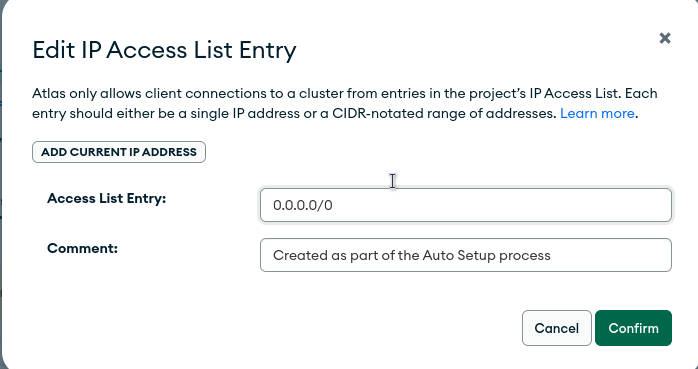 Edit IP Access List Entry
Atlas only allows client connections to a cluster from entries in the project's IP Access List. Each
entry should either be a single IP address or a CIDR-notated range of addresses. Learn more.
ADD CURRENT IP ADDRESS
Access List Entry:
0.0.0.0/0
Comment:
Created as part of the Auto Setup process
Cancel
Confirm